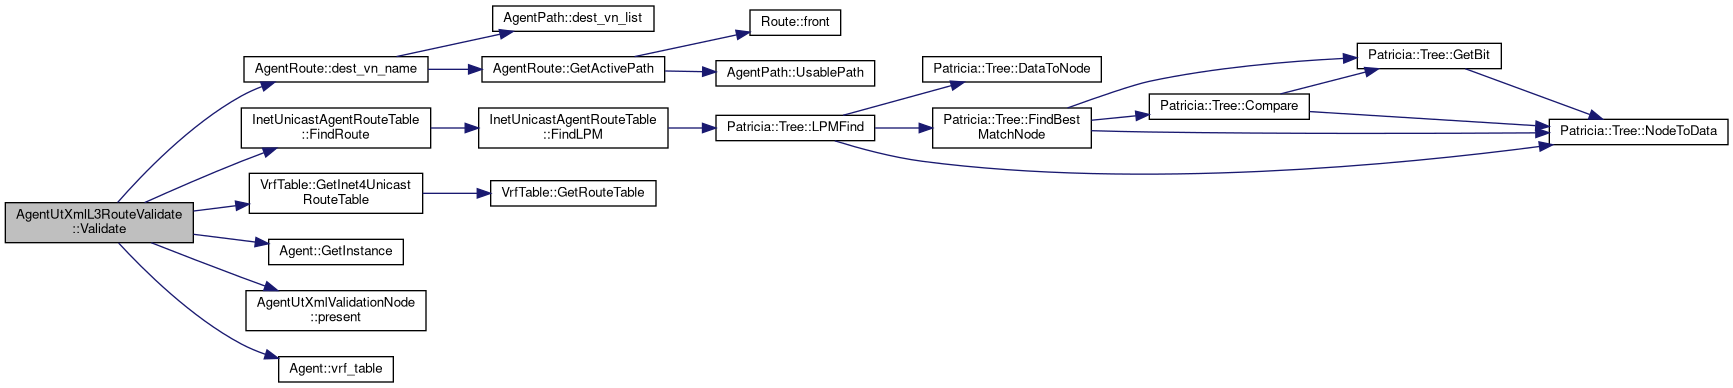 AgentUtXmlL3RouteValidate
::Validate
AgentRoute::dest_vn_name
AgentPath::dest_vn_list
AgentRoute::GetActivePath
Route::front
AgentPath::UsablePath
InetUnicastAgentRouteTable
::FindRoute
InetUnicastAgentRouteTable
::FindLPM
Patricia::Tree::LPMFind
Patricia::Tree::DataToNode
Patricia::Tree::FindBest
MatchNode
Patricia::Tree::Compare
Patricia::Tree::GetBit
Patricia::Tree::NodeToData
VrfTable::GetInet4Unicast
RouteTable
VrfTable::GetRouteTable
Agent::GetInstance
AgentUtXmlValidationNode
::present
Agent::vrf_table